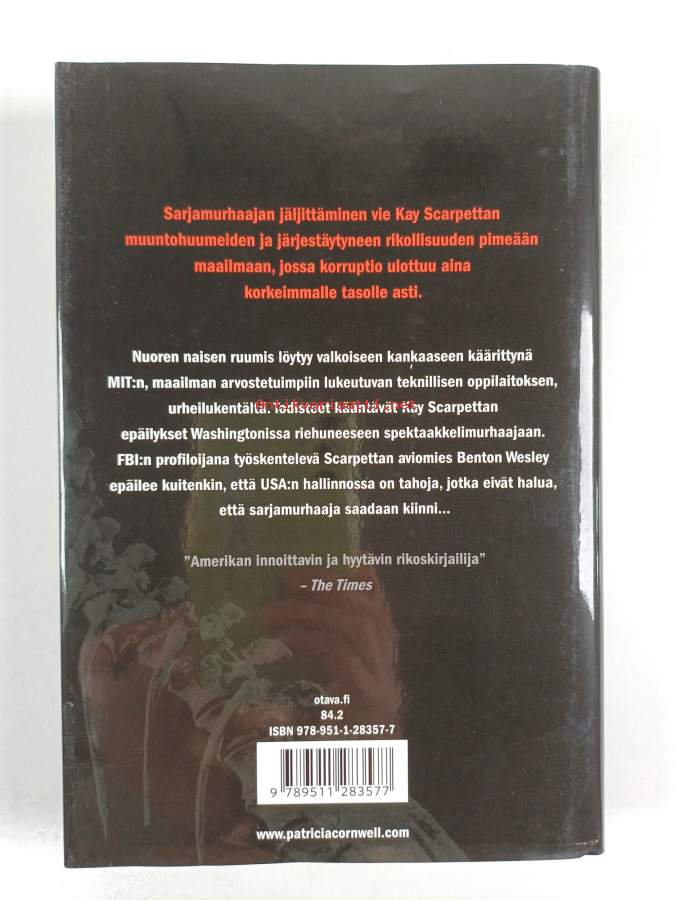 Sarjamurhaajan jäljittäminen vie Kay Scarpettan
muuntohuumeiden ja järjestäytyneen rikollisuuden pimeään
maailmaan, jossa korruptio ulottuu aina
korkeimmalle tasolle asti.
Nuoren naisen ruumis löytyy valkoiseen kankaaseen käärittynä
MIT:n, maailman arvostetuimpiin lukeutuvan teknillisen oppilaitoksen,
urheilukentältä. Todisteet kääntävät Kay Scarpettan
epäilykset Washingtonissa riehuneeseen spektaakkelimurhaajaan.
FBI:n profiloijana työskentelevä Scarpettan aviomies Benton Wesley
epäilee kuitenkin, että USA:n hallinnossa on tahoja, jotka eivät halua,
että sarjamurhaaja saadaan kiinni...
”Amerikan innoittavin ja hyytävin rikoskirjailija”
– The Times
otava.fi
84.2
ISBN 978-951-1-28357-7
9 789511 283577
www.patriciacornwell.com